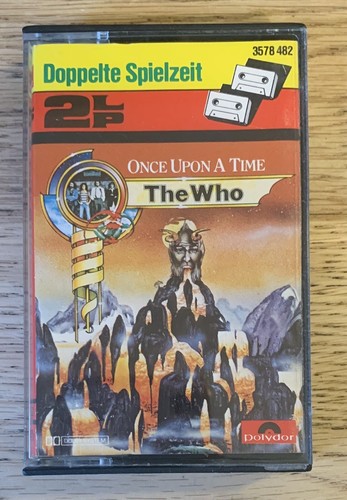 3578 482
Doppelte Spielzeit
2LP
ONCE UPON A TIME
The Who
polydor